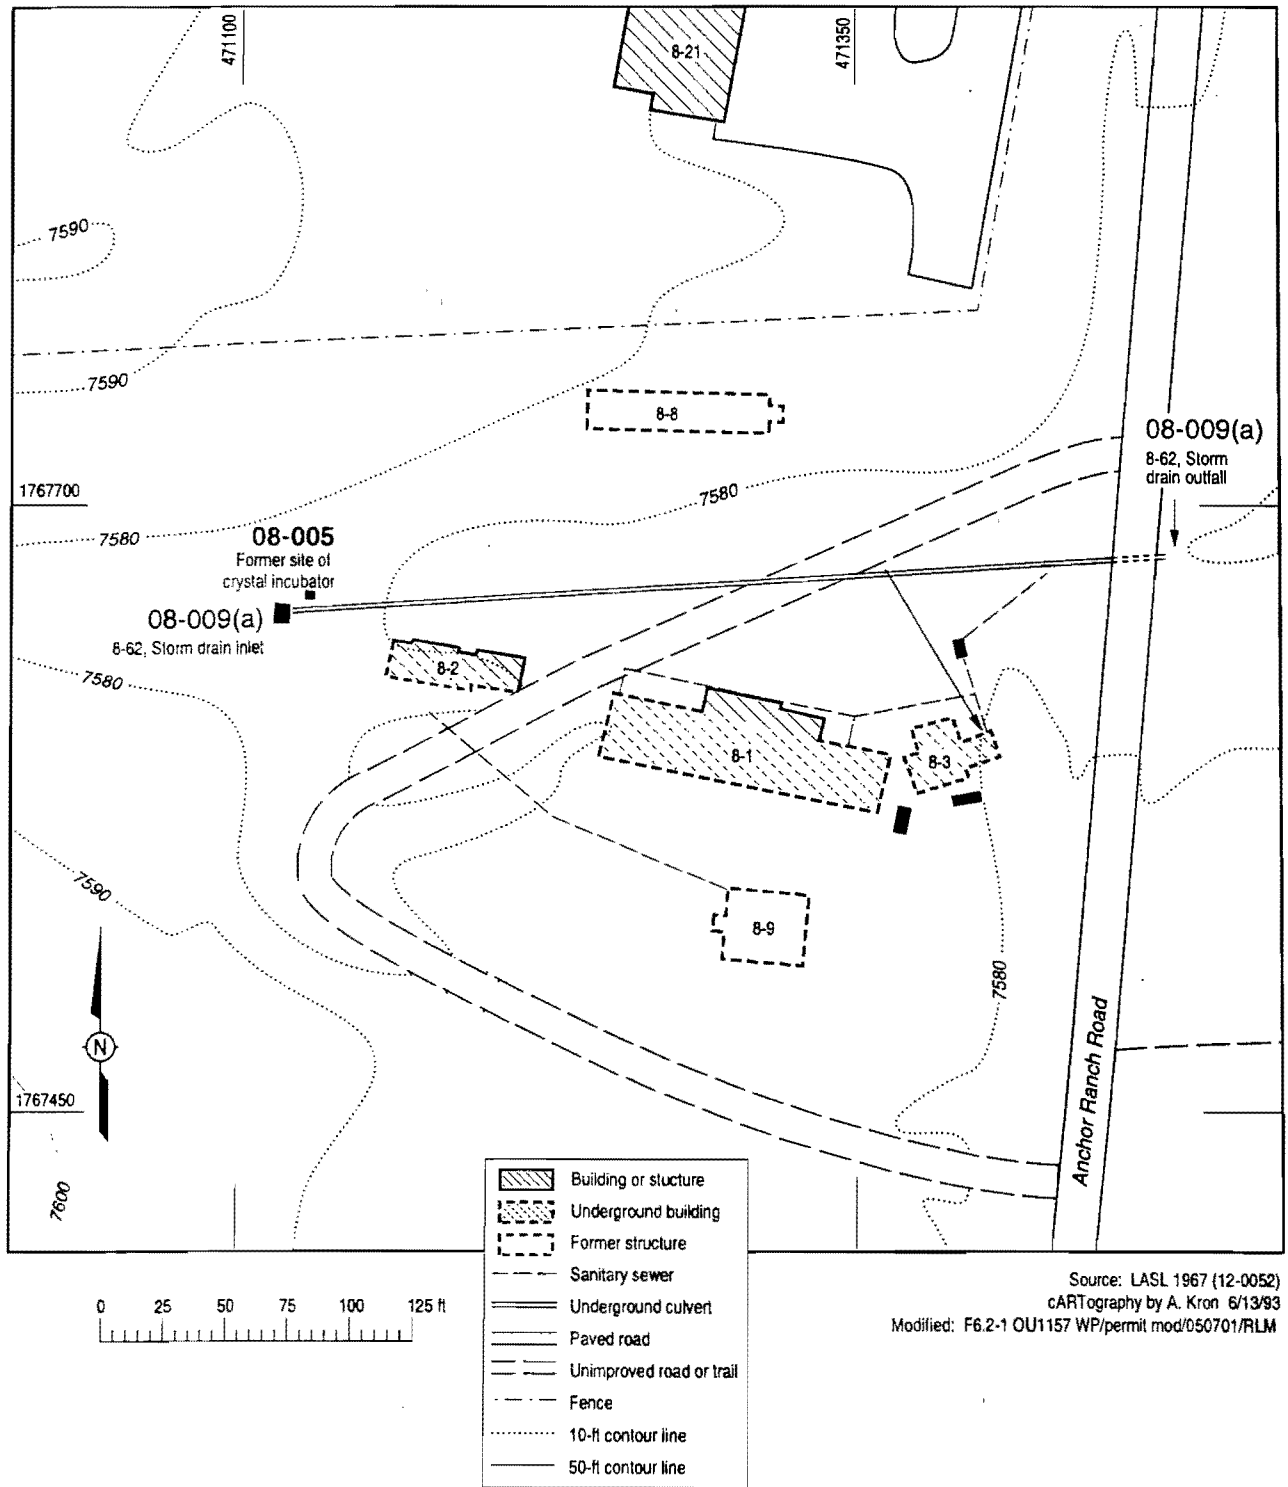 471100
8-21
471350
7590
7590
8-8
08-009(a)
8-62, Storm
drain outfall
1767700
7580
7580
08-005
Former site of
crystal incubator
08-009(a)
8-62, Storm drain inlet
8-2
7580
8-1
8-3
7590
8-9
7580
N
Anchor Ranch Road
1767450
7600
Building or stucture
Underground building
Former structure
Sanitary sewer
Underground culvert
Paved road
Unimproved road or trail
Fence
10-ft contour line
50-ft contour line
0 25 50 75 100 125 ft
Source: LASL 1967 (12-0052)
cARTography by A. Kron 6/13/93
Modified: F6.2-1 OU1157 WP/permit mod/050701/RLM